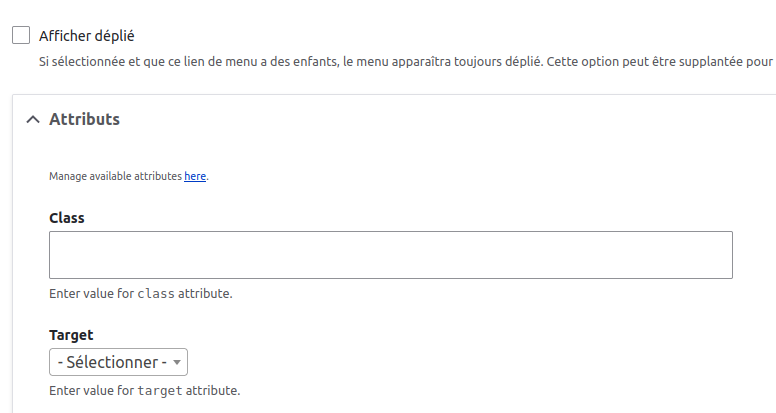 Afficher déplié
Si sélectionnée et que ce lien de menu a des enfants, le menu apparaîtra toujours déplié. Cette option peut être supplantée pour
Attributs
Manage available attributes here.
Class
Enter value for class attribute.
Target
- Sélectionner -
Enter value for target attribute.